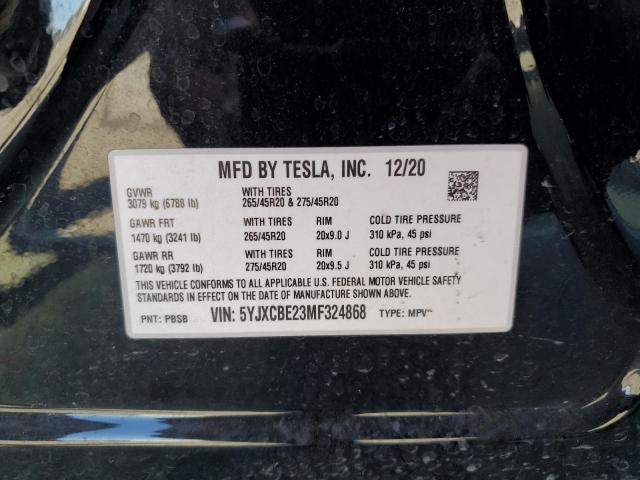 MFD BY TESLA, INC. 12/20
GVWR WITH TIRES
3079 kg (6788 lb) 265/45R20 & 275/45R20
GAWR FRT WITH TIRES RIM COLD TIRE PRESSURE
1470 kg (3241 lb) 265/45R20 20x9.0 J 310 kPa, 45 psi
GAWR RR WITH TIRES RIM COLD TIRE PRESSURE
1720 kg (3792 lb) 275/45R20 20x9.5 J 310 kPa, 45 psi
THIS VEHICLE CONFORMS TO ALL APPLICABLE U.S. FEDERAL MOTOR VEHICLE SAFETY
STANDARDS IN EFFECT ON THE DATE OF MANUFACTURE SHOWN ABOVE.
PNT: PBSB VIN: 5YJXCBE23MF324868 TYPE: MPV